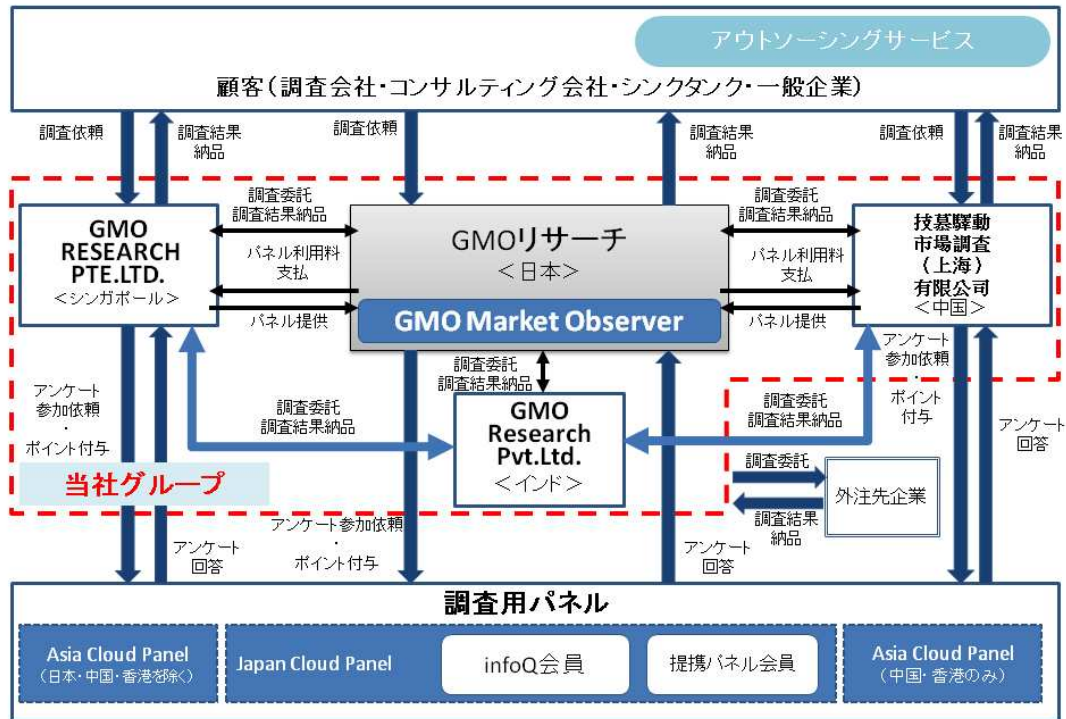 アウトソーシングサービス
顧客(調査会社・コンサルティング会社・シンクタンク・一般企業)
調査依頼
調査結果
納品
調査依頼
調査結果
納品
調査依頼
調査結果
納品
GMO
RESEARCH
PTE.LTD.
<シンガポール>
調査委託
調査結果納品
パネル利用料
支払
パネル提供
GMOリサーチ
<日本>
GMO Market Observer
調査委託
調査結果納品
パネル利用料
支払
パネル提供
技慕驛動
市場調査
(上海)
有限公司
<中国>
調査委託
調査結果納品
GMO
Research
Pvt.Ltd.
<インド>
調査委託
調査結果納品
調査委託
調査結果納品
アンケート
参加依頼
・
ポイント付与
アンケート
参加依頼
・
ポイント
付与
アンケート
回答
当社グループ
調査委託
外注先企業
調査結果
納品
アンケート
回答
アンケート参加依頼
・
ポイント付与
アンケート
回答
調査用パネル
Asia Cloud Panel
(日本・中国・香港を除く)
Japan Cloud Panel
infoQ会員
提携パネル会員
Asia Cloud Panel
(中国・香港のみ)